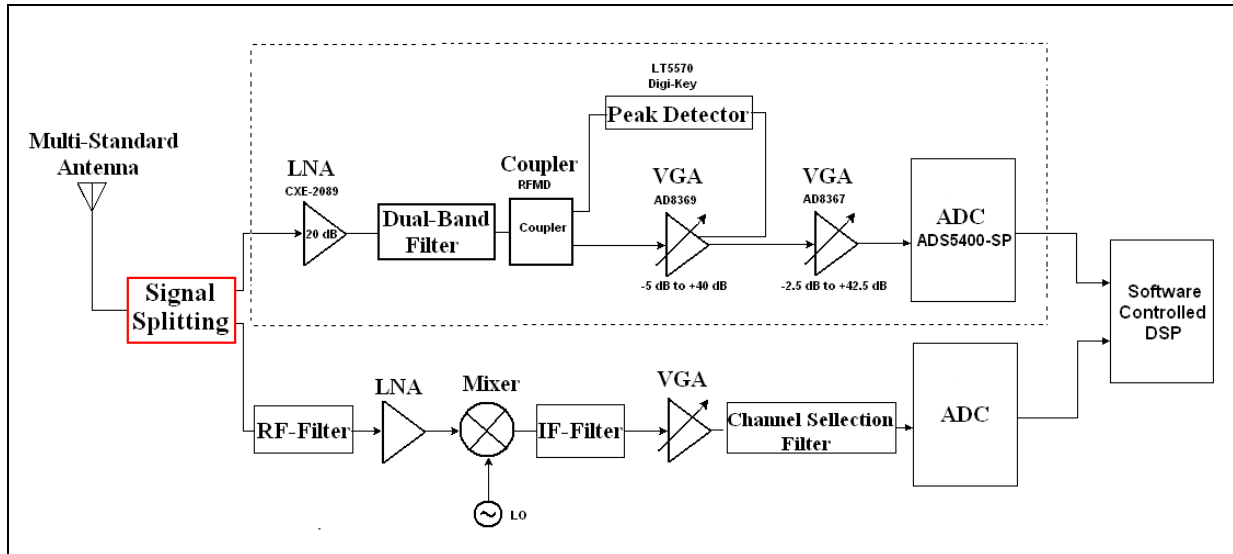 LT5570
Digi-Key
Peak Detector
Multi-Standard
Antenna
LNA
CXE-2089
20 dB
Dual-Band
Filter
Coupler
RFMD
Coupler
VGA
AD8369
-5 dB to +40 dB
VGA
AD8367
-2.5 dB to +42.5 dB
ADC
ADS5400-SP
Signal
Splitting
Software
Controlled
DSP
RF-Filter
LNA
Mixer
LO
IF-Filter
VGA
Channel Sellection
Filter
ADC